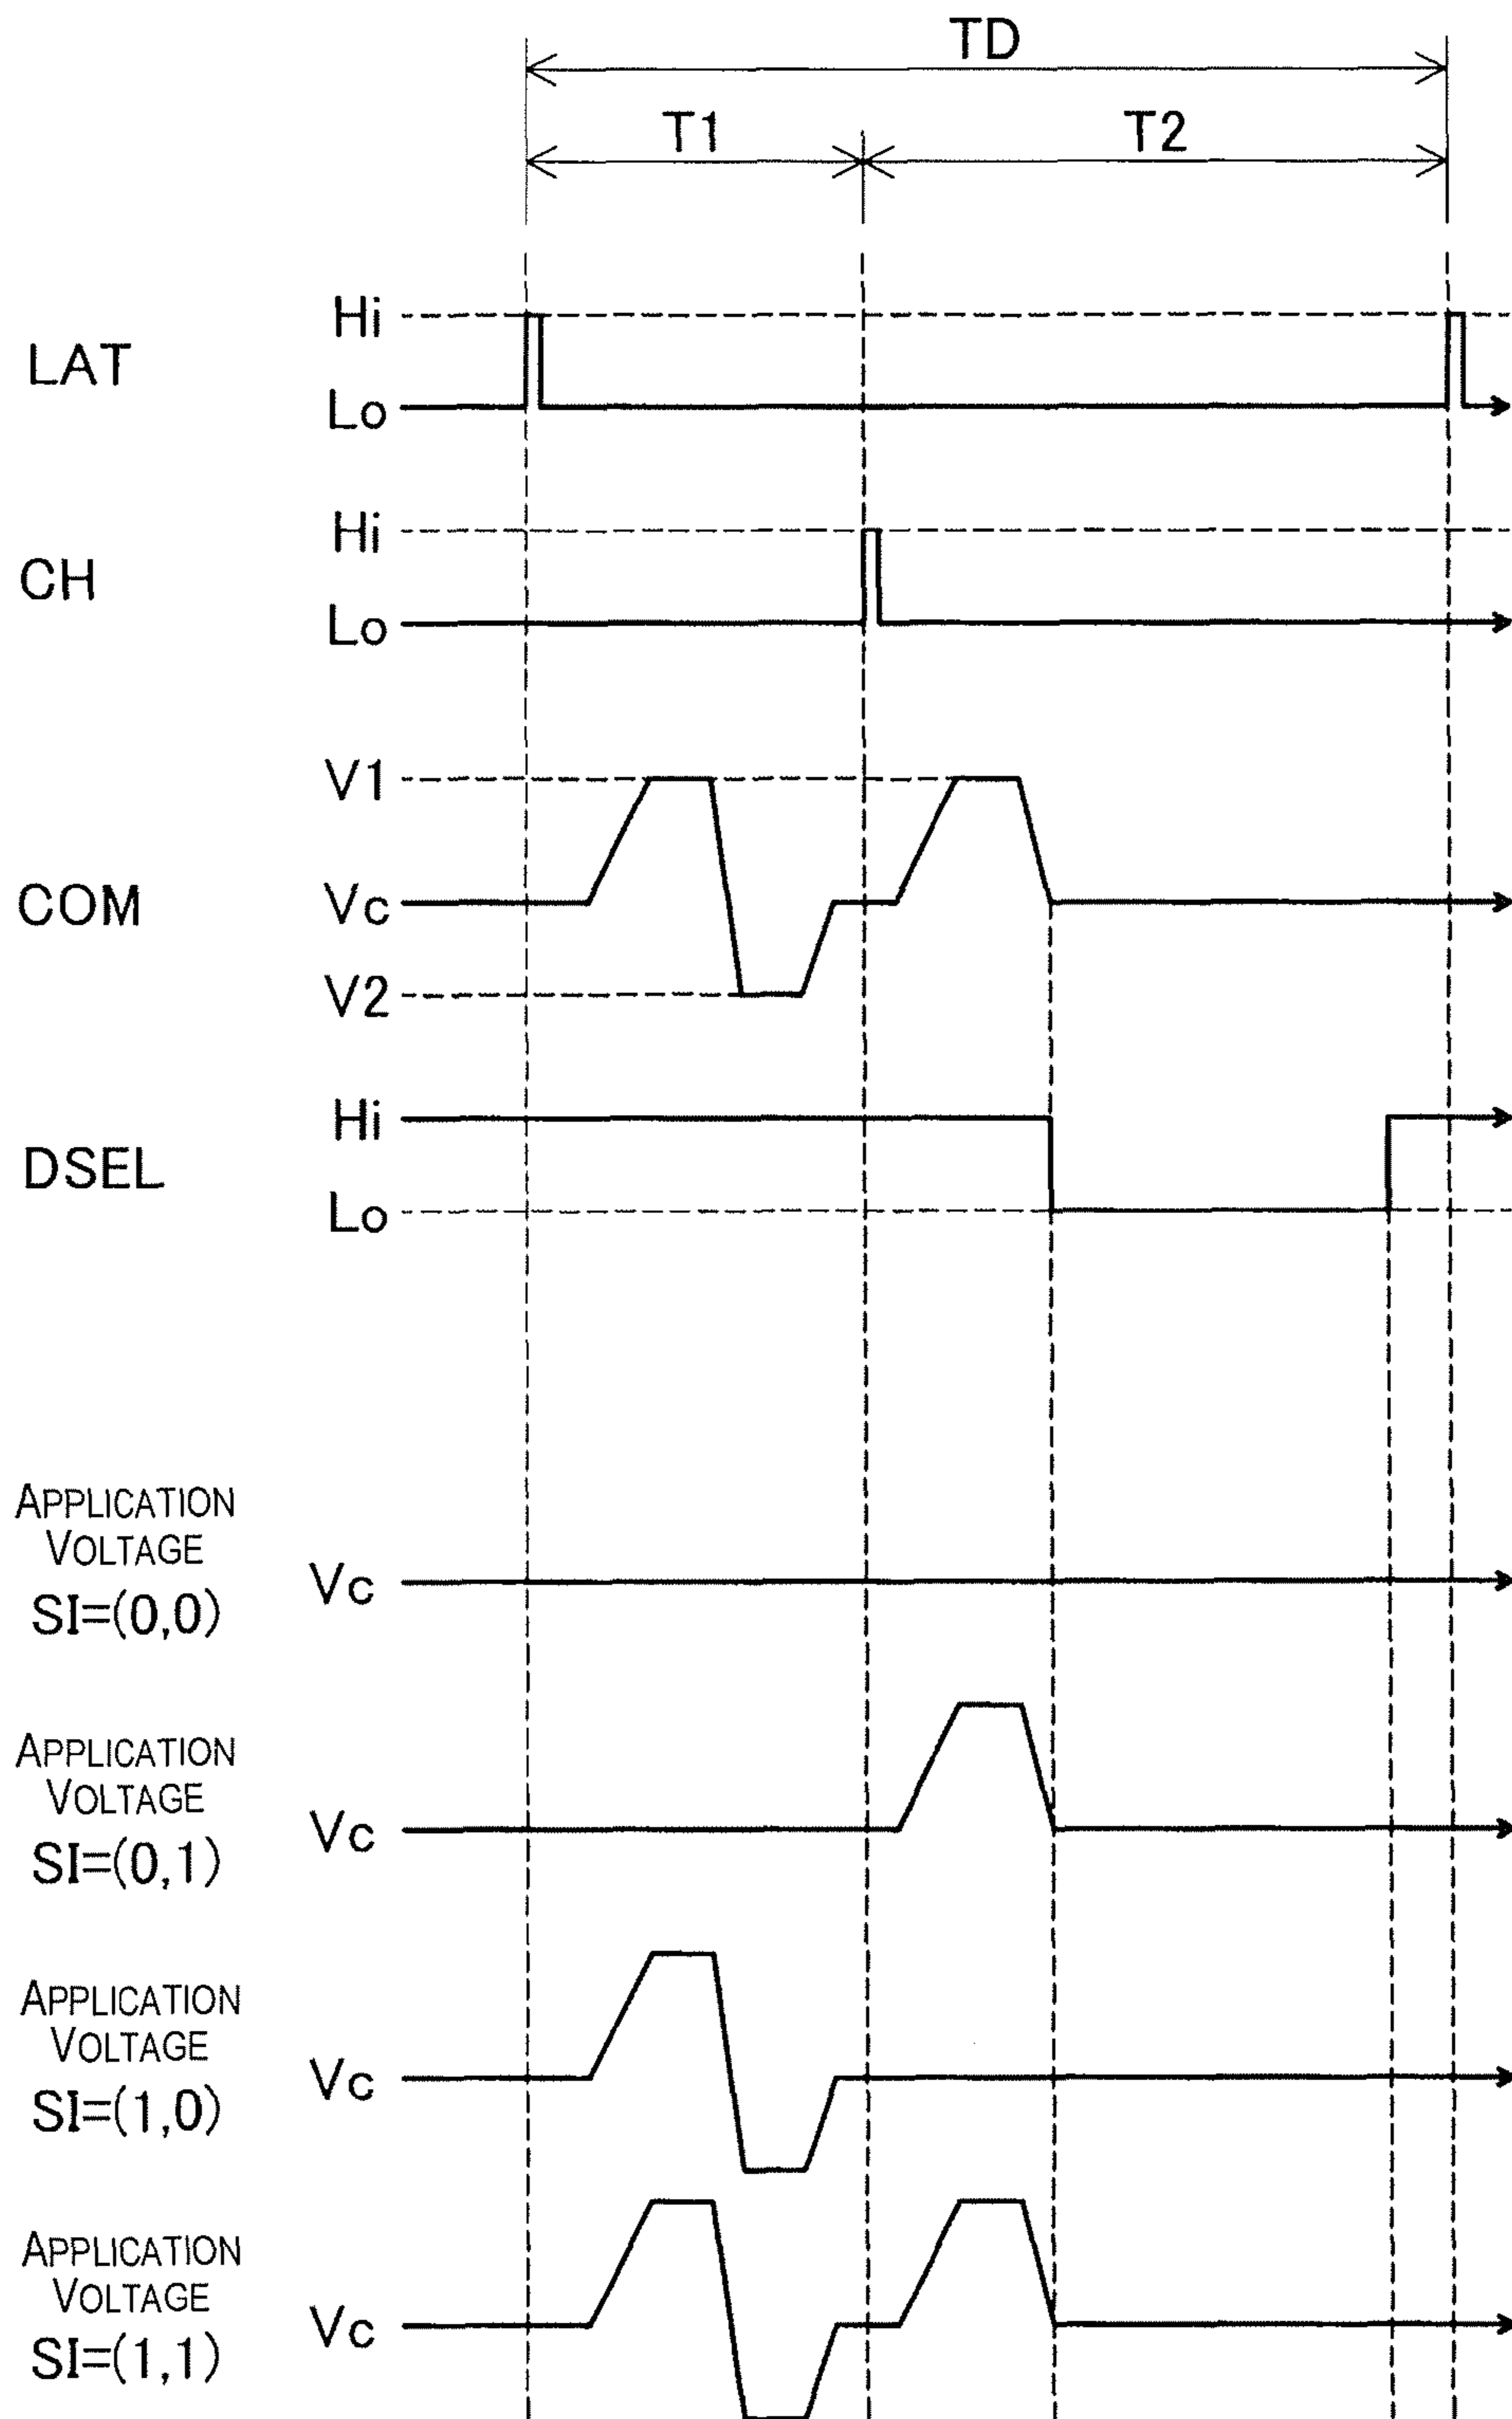 TD
T1 T2
LAT
Hi
Lo
CH
Hi
Lo
COM
V1
Vc
V2
DSEL
Hi
Lo
APPLICATION
VOLTAGE
SI=(0,0)
Vc
APPLICATION
VOLTAGE
SI=(0,1)
Vc
APPLICATION
VOLTAGE
SI=(1,0)
Vc
APPLICATION
VOLTAGE
SI=(1,1)
Vc